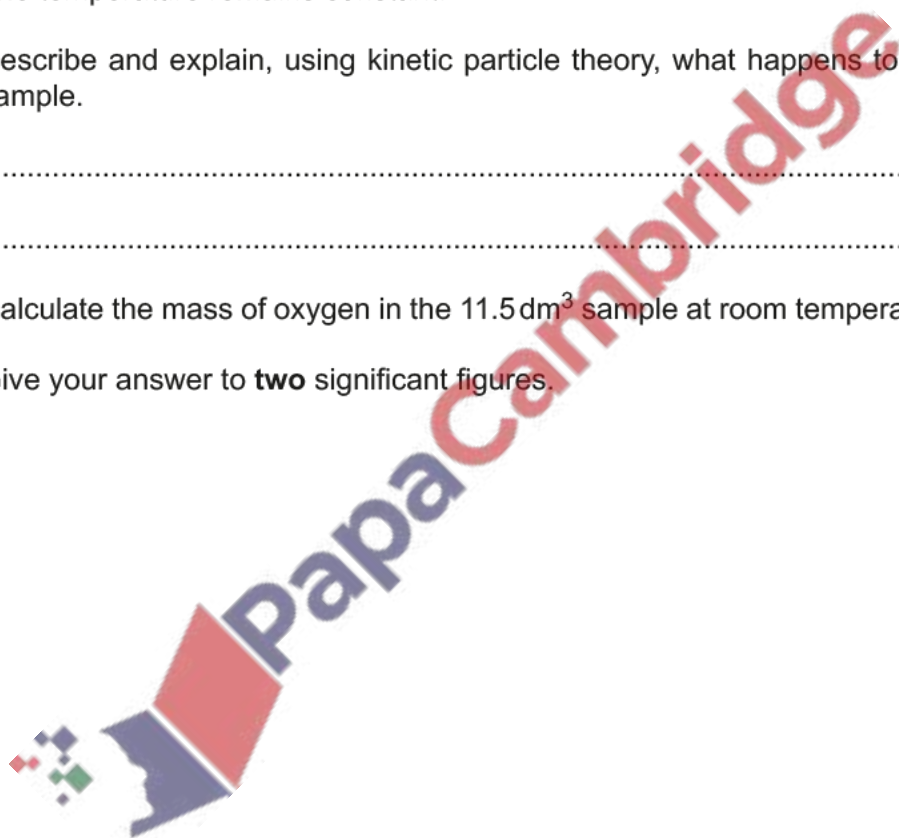 escribe and explain, using kinetic particle theory, what happens to
ample.
alculate the mass of oxygen in the 11.5 dm³ sample at room tempera
ive your answer to two significant figures.
PapaCambridge